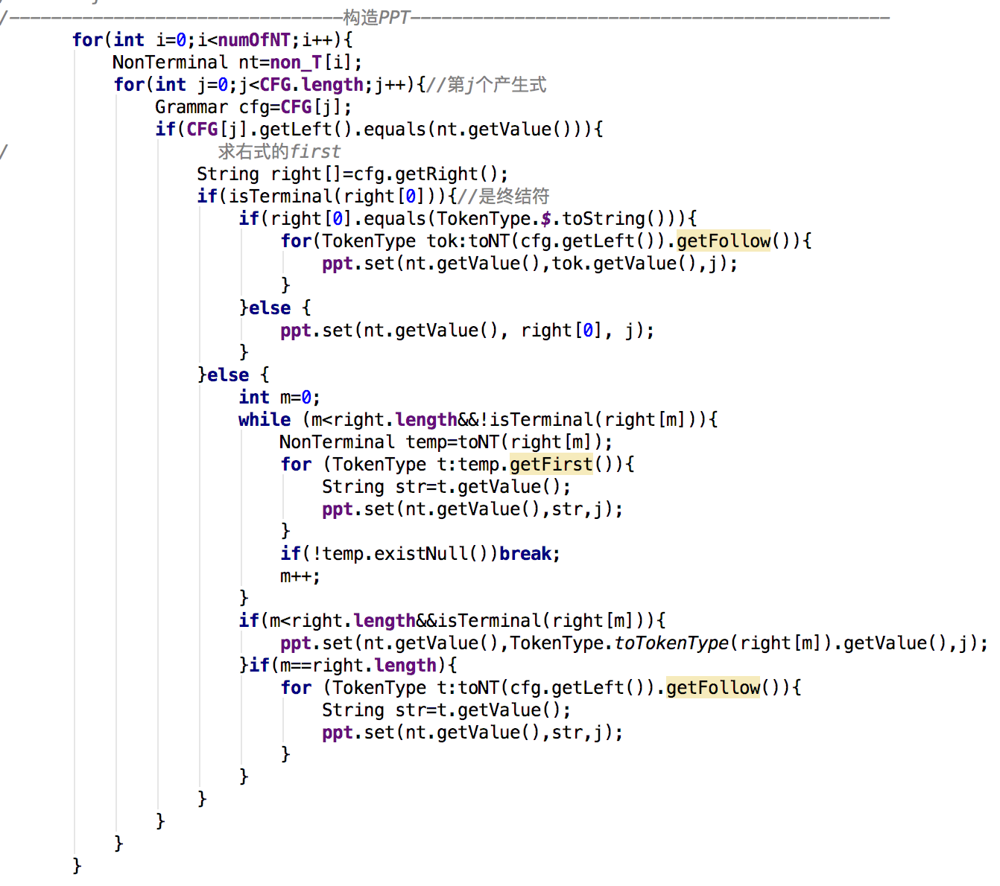 /————————————————————————————————构造PPT——————————————————————————————————————————————
for(int i=0;i<numOfNT;i++){
NonTerminal nt=non_T[i];
for(int j=0;j<CFG.length;j++){//第j个产生式
Grammar cfg=CFG[j];
if(CFG[j].getLeft().equals(nt.getValue())){
/ 求右式的first
String right[]=cfg.getRight();
if(isTerminal(right[0])){//是终结符
if(right[0].equals(TokenType.$.toString())){
for(TokenType tok:toNT(cfg.getLeft()).getFollow()){
ppt.set(nt.getValue(),tok.getValue(),j);
}
}else {
ppt.set(nt.getValue(), right[0], j);
}
}else {
int m=0;
while (m<right.length&&!isTerminal(right[m])){
NonTerminal temp=toNT(right[m]);
for (TokenType t:temp.getFirst()){
String str=t.getValue();
ppt.set(nt.getValue(),str,j);
}
if(!temp.existNull())break;
m++;
}
if(m<right.length&&isTerminal(right[m])){
ppt.set(nt.getValue(),TokenType.toTokenType(right[m]).getValue(),j);
}if(m==right.length){
for (TokenType t:toNT(cfg.getLeft()).getFollow()){
String str=t.getValue();
ppt.set(nt.getValue(),str,j);
}
}
}
}
}
}